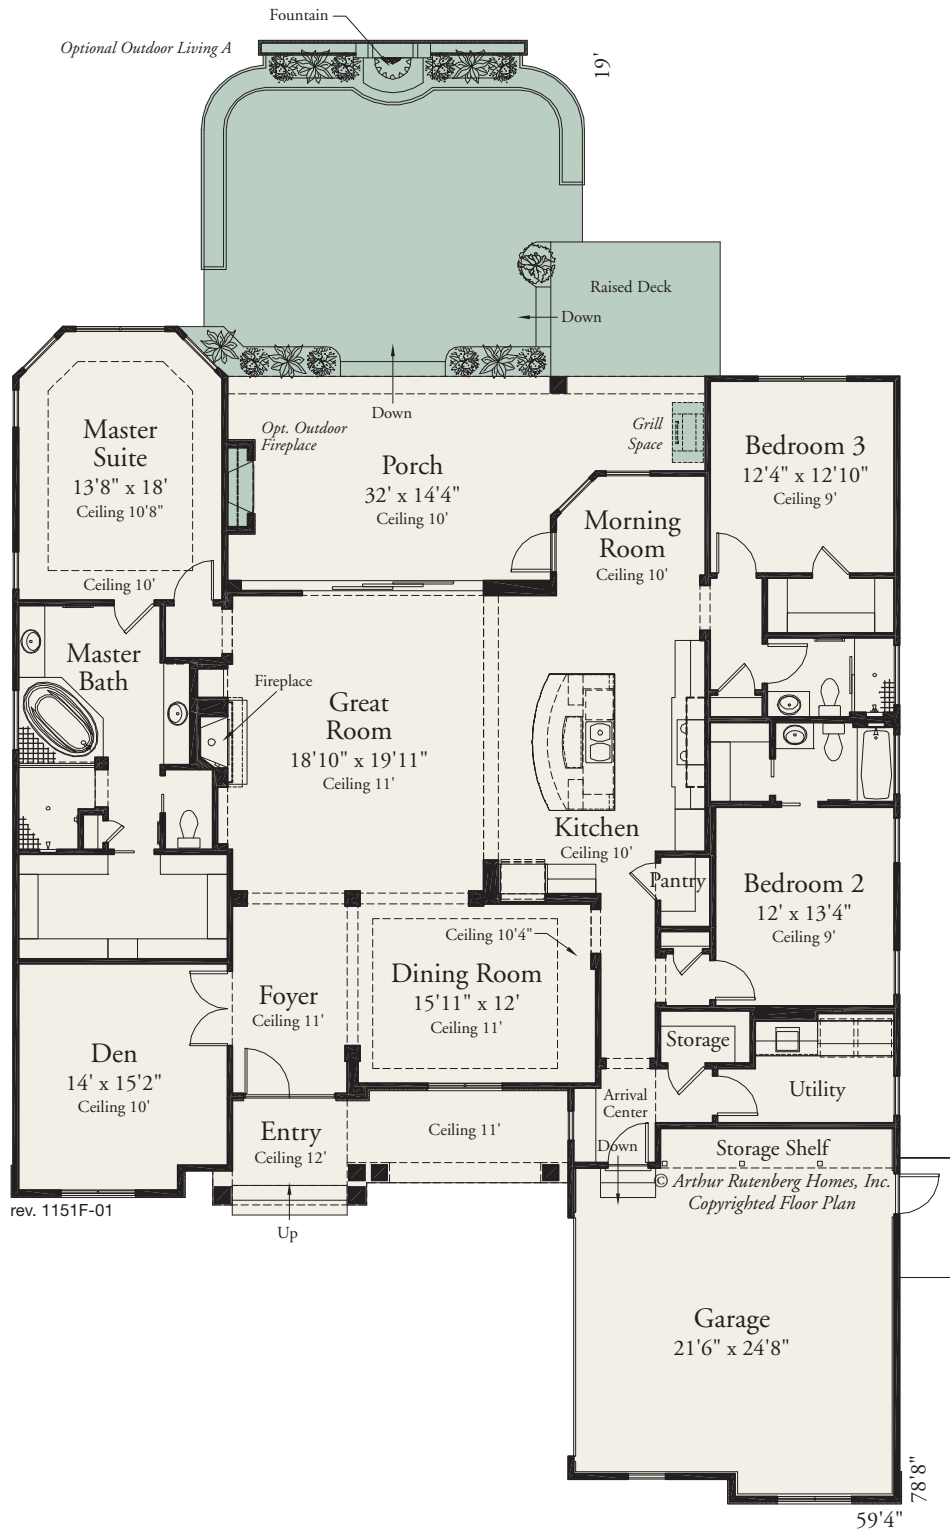 Fountain
Optional Outdoor Living A
19'
Raised Deck
Down
Down
Opt. Outdoor
Fireplace
Grill
Space
Master
Suite
13'8" x 18'
Ceiling 10'8"
Ceiling 10'
Porch
32' x 14'4"
Ceiling 10'
Bedroom 3
12'4" x 12'10"
Ceiling 9'
Morning
Room
Ceiling 10'
Master
Bath
Fireplace
Great
Room
18'10" x 19'11"
Ceiling 11'
Kitchen
Ceiling 10'
Pantry
Bedroom 2
12' x 13'4"
Ceiling 9'
Ceiling 10'4"
Dining Room
15'11" x 12'
Ceiling 11'
Foyer
Ceiling 11'
Den
14' x 15'2"
Ceiling 10'
Storage
Utility
Arrival
Center
Down
Entry
Ceiling 12'
Ceiling 11'
Storage Shelf
© Arthur Rutenberg Homes, Inc.
Copyrighted Floor Plan
rev. 1151F-01
Up
Garage
21'6" x 24'8"
78'8"
59'4"